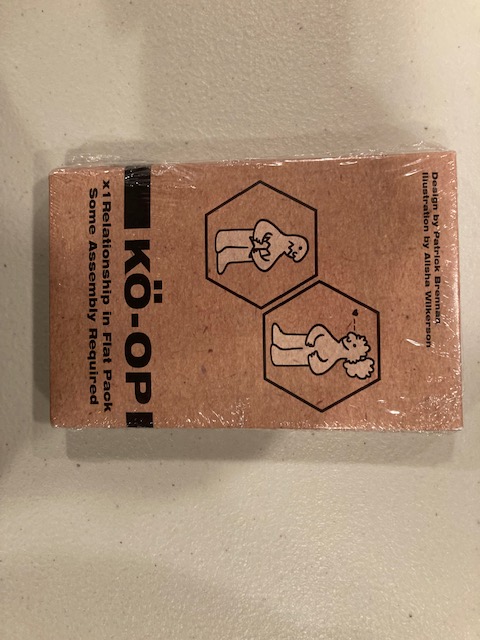 Design by Patrick Brennan
Illustration by Alisha Wilkerson
KÖ-OP
x1 Relationship in Flat Pack
Some Assembly Required